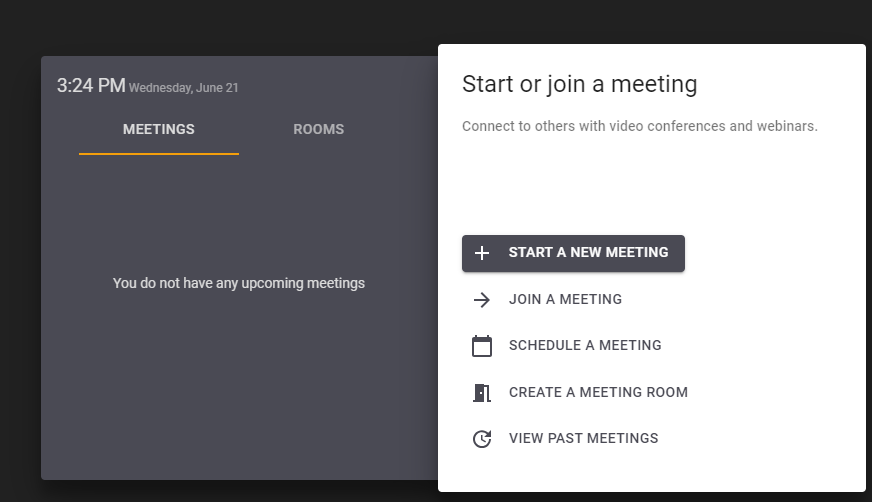 3:24 PM Wednesday, June 21
MEETINGS ROOMS
You do not have any upcoming meetings
Start or join a meeting
Connect to others with video conferences and webinars.
START A NEW MEETING
JOIN A MEETING
SCHEDULE A MEETING
CREATE A MEETING ROOM
VIEW PAST MEETINGS